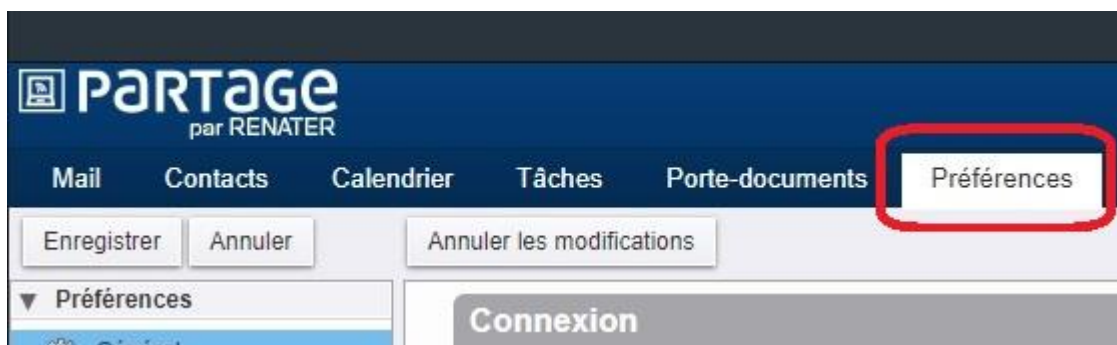 PARTAGE
par RENATER
Mail Contacts Calendrier Tâches Porte-documents Préférences
Enregistrer Annuler Annuler les modifications
Préférences
Connexion